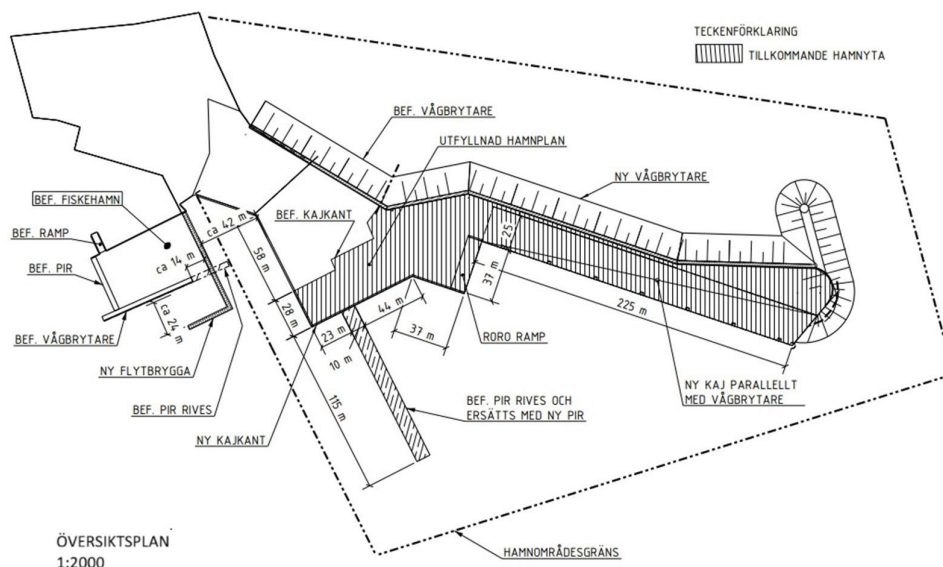 TECKENFÖRKLARING
TILLKOMMANDE HAMNYTA
BEF. VÅGBRYTARE
UTFYLLNAD HAMNPLAN
NY VÅGBRYTARE
BEF. FISKEHAMN
BEF. RAMP
BEF. KAJKANT
ca 42 m
ca 14 m
25
58 m
BEF. PIR
37 m
ca 24 m
28 m
44 m
225 m
BEF. VÅGBRYTARE
23 m
37 m
RORO RAMP
10 m
NY FLYTBRYGGA
NY KAJ PARALLELLT
MED VÅGBRYTARE
115 m
BEF. PIR RIVES
BEF. PIR RIVES OCH
ERSÄTTS MED NY PIR
NY KAJKANT
ÖVERSIKTSPLAN
1:2000
HAMNOMRÅDESGRÄNS